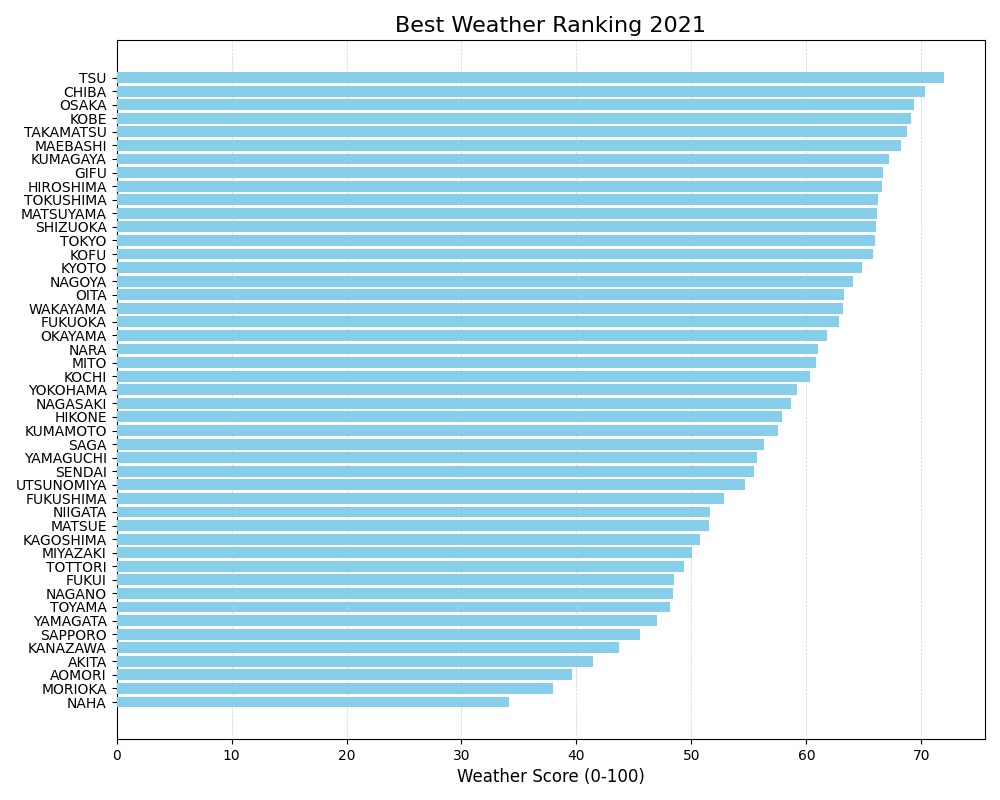 Best Weather Ranking 2021
TSU
CHIBA
OSAKA
KOBE
TAKAMATSU
MAEBASHI
KUMAGAYA
GIFU
HIROSHIMA
TOKUSHIMA
MATSUYAMA
SHIZUOKA
TOKYO
KOFU
KYOTO
NAGOYA
OITA
WAKAYAMA
FUKUOKA
OKAYAMA
NARA
MITO
KOCHI
YOKOHAMA
NAGASAKI
HIKONE
KUMAMOTO
SAGA
YAMAGUCHI
SENDAI
UTSUNOMIYA
FUKUSHIMA
NIIGATA
MATSUE
KAGOSHIMA
MIYAZAKI
TOTTORI
FUKUI
NAGANO
TOYAMA
YAMAGATA
SAPPORO
KANAZAWA
AKITA
AOMORI
MORIOKA
NAHA
0 10 20 30 40 50 60 70
Weather Score (0-100)